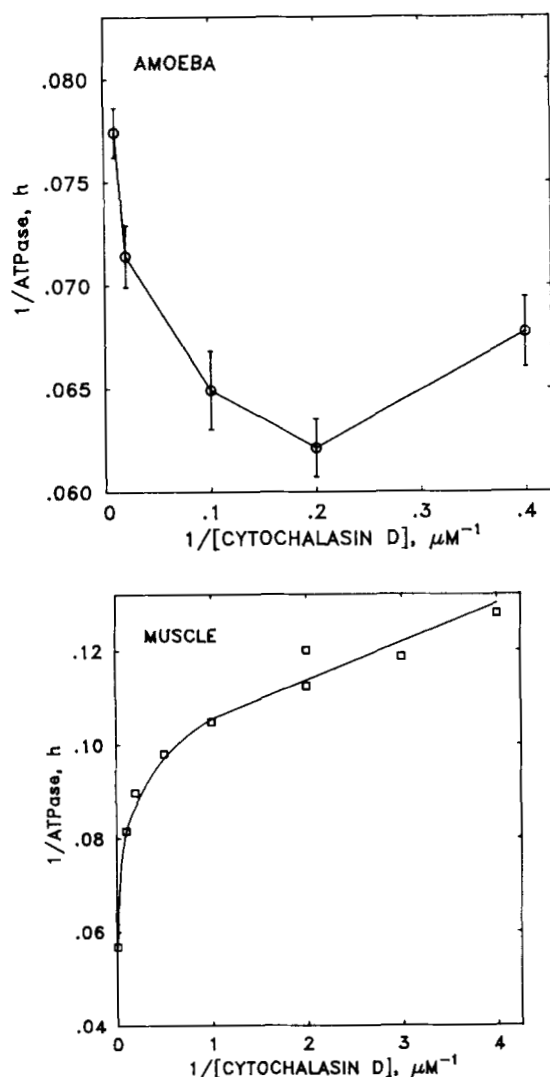 AMOEBA
.080
.075
.070
.065
.060
1/ATPase, h
0 .1 .2 .3 .4
1/[CYTOCHALASIN D], μM⁻¹
MUSCLE
.12
.10
.08
.06
.04
1/ATPase, h
0 1 2 3 4
1/[CYTOCHALASIN D], μM⁻¹